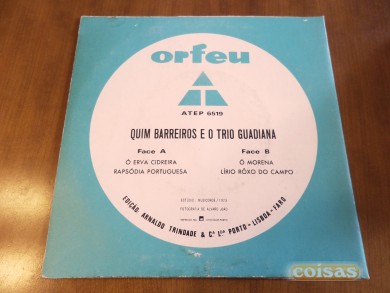 orfeu
ATEP 6519
QUIM BARREIROS E O TRIO GUADIANA
Face A
Ó ERVA CIDREIRA
RAPSÓDIA PORTUGUESA
Face B
Ó MORENA
LÍRIO RÔXO DO CAMPO
EDIÇÃO ARNALDO TRINDADE & Cª Lda PORTO - LISBOA - FARO
coisas